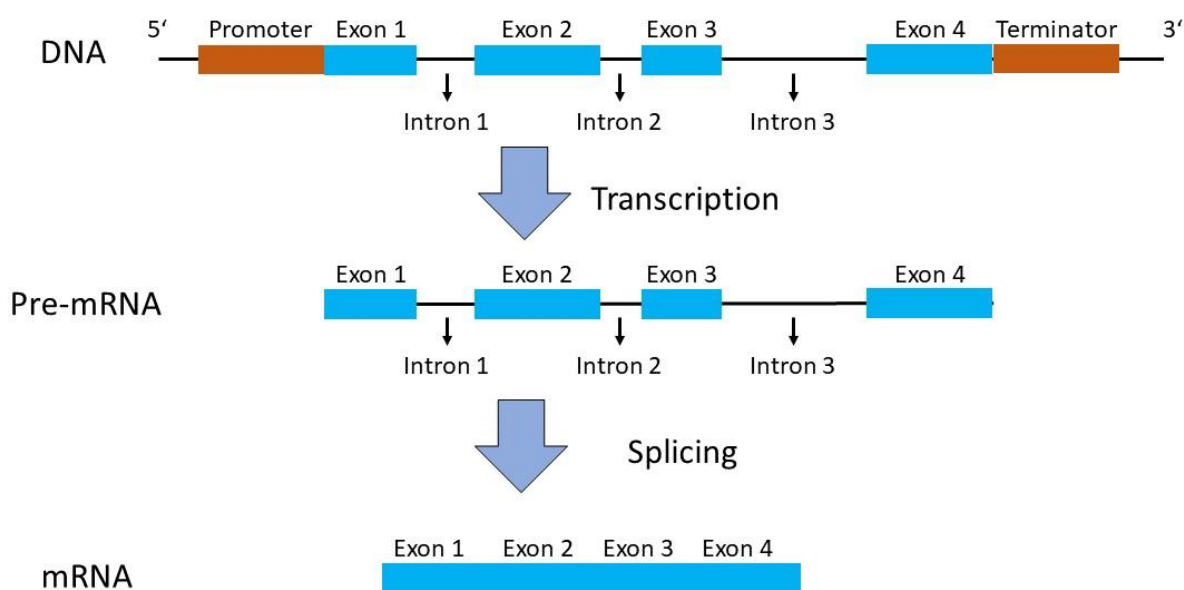 5‘ Promoter Exon 1 Exon 2 Exon 3 Exon 4 Terminator 3‘
DNA
Intron 1 Intron 2 Intron 3
Transcription
Exon 1 Exon 2 Exon 3 Exon 4
Pre-mRNA
Intron 1 Intron 2 Intron 3
Splicing
Exon 1 Exon 2 Exon 3 Exon 4
mRNA